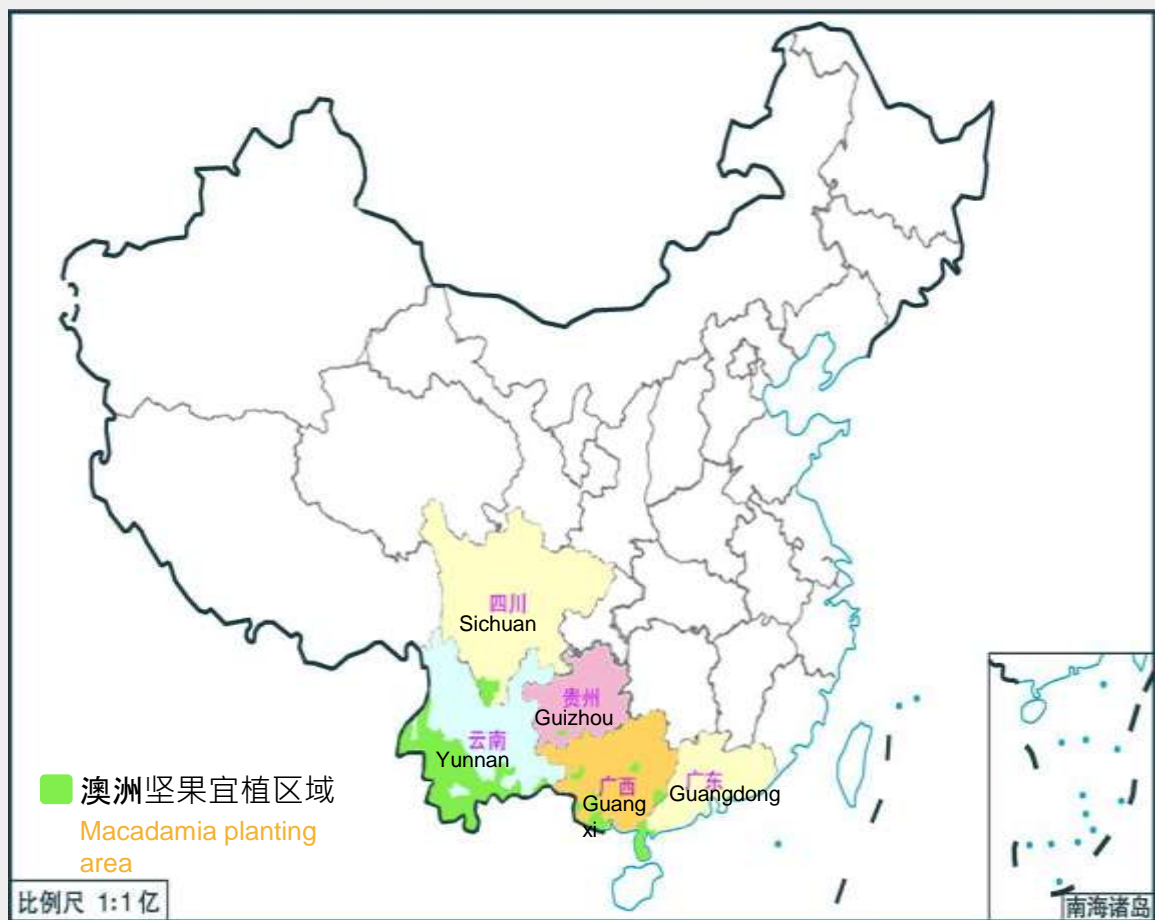 四川
Sichuan
贵州
Guizhou
云南
Yunnan
广西
Guang
xi
广东
Guangdong
澳洲坚果宜植区域
Macadamia planting
area
比例尺 1:1亿
南海诸岛